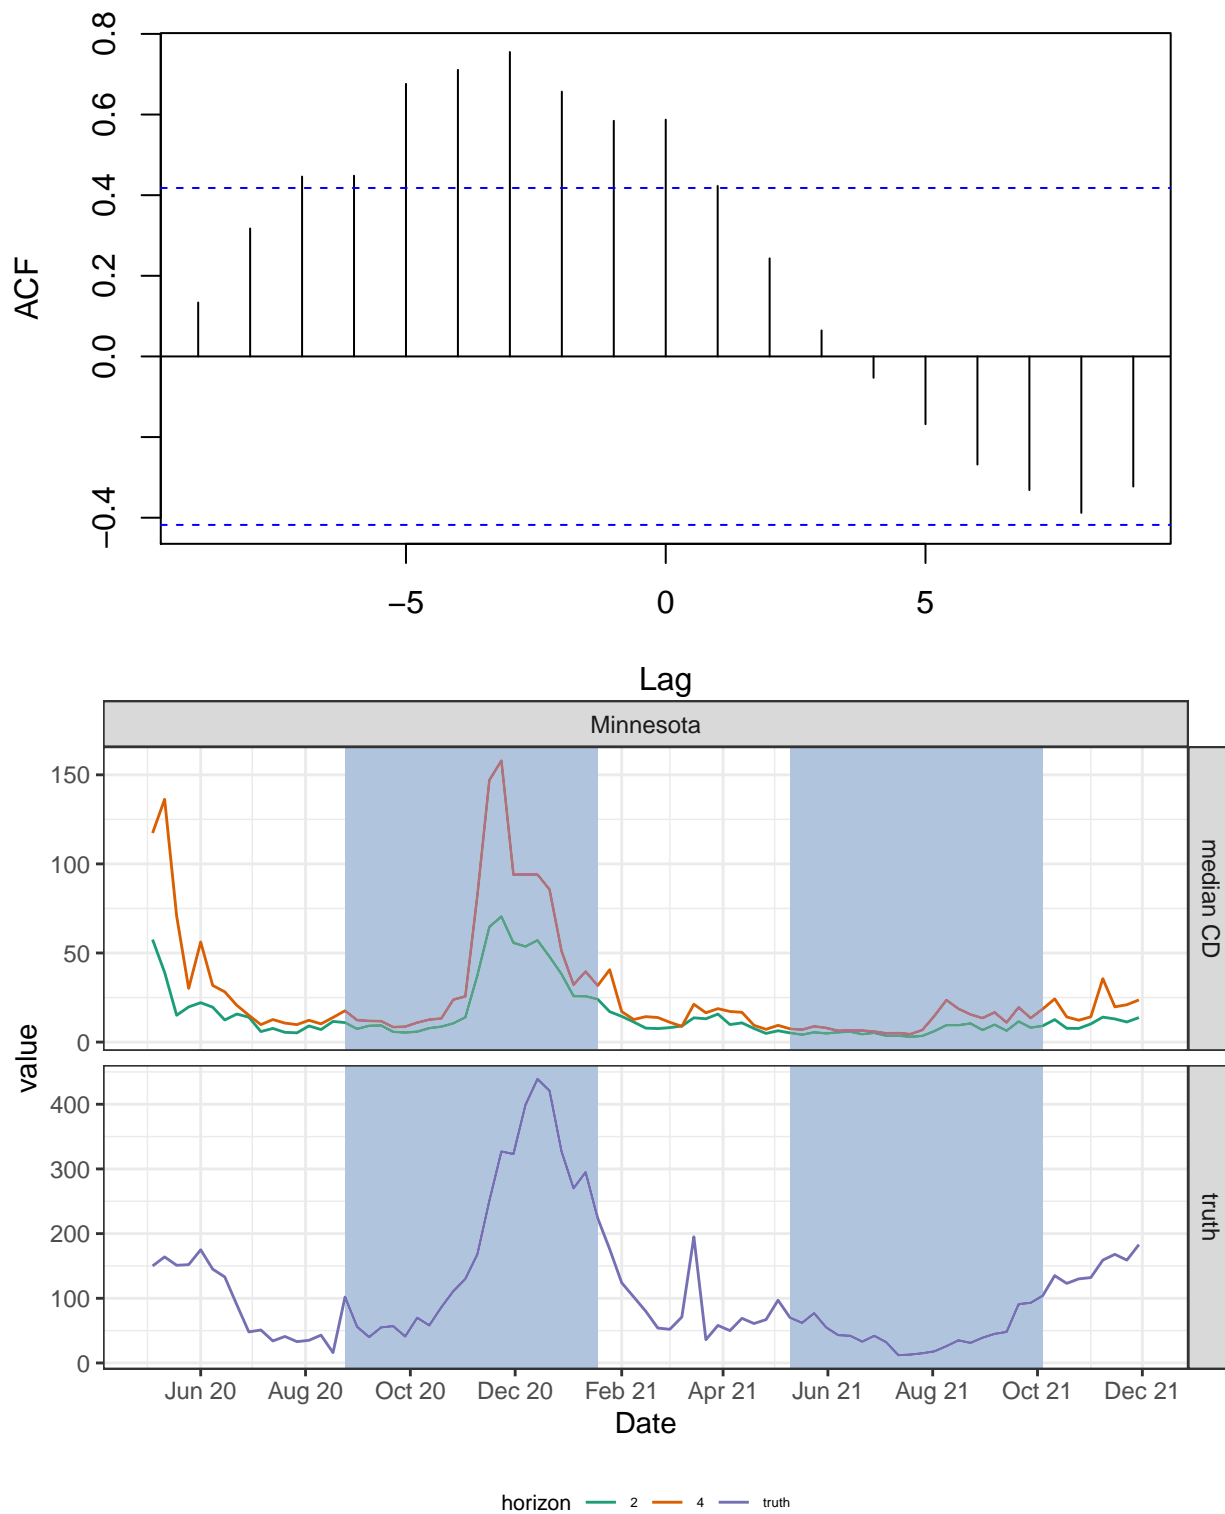 ACF
0.8
0.6
0.4
0.2
0.0
−0.4
−5 0 5
Lag
Minnesota
150
100
50
0
median CD
value
400
300
200
100
0
truth
Jun 20 Aug 20 Oct 20 Dec 20 Feb 21 Apr 21 Jun 21 Aug 21 Oct 21 Dec 21
Date
horizon 2 4 truth